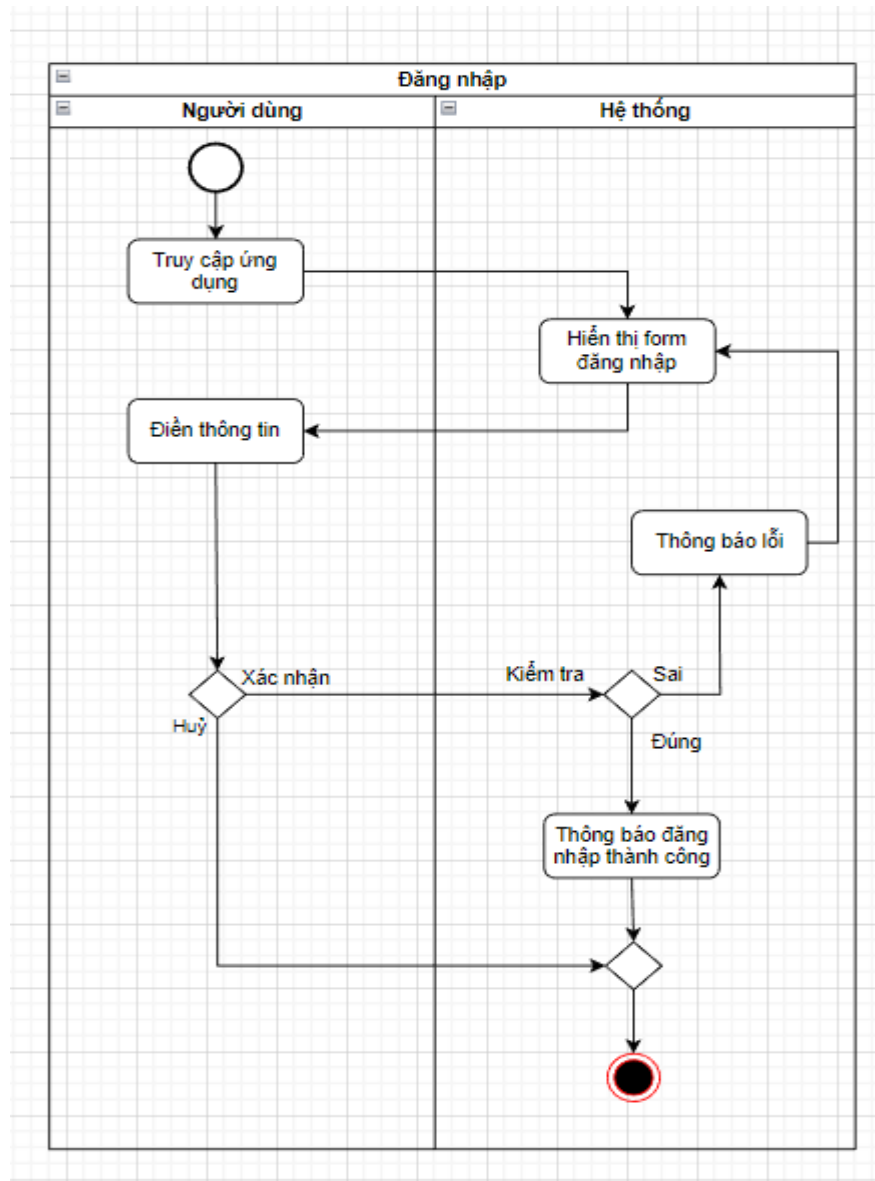 Đăng nhập
Người dùng
Hệ thống
Truy cập ứng
dụng
Hiển thị form
đăng nhập
Điền thông tin
Thông báo lỗi
Xác nhận
Kiểm tra
Sai
Huỷ
Đúng
Thông báo đăng
nhập thành công